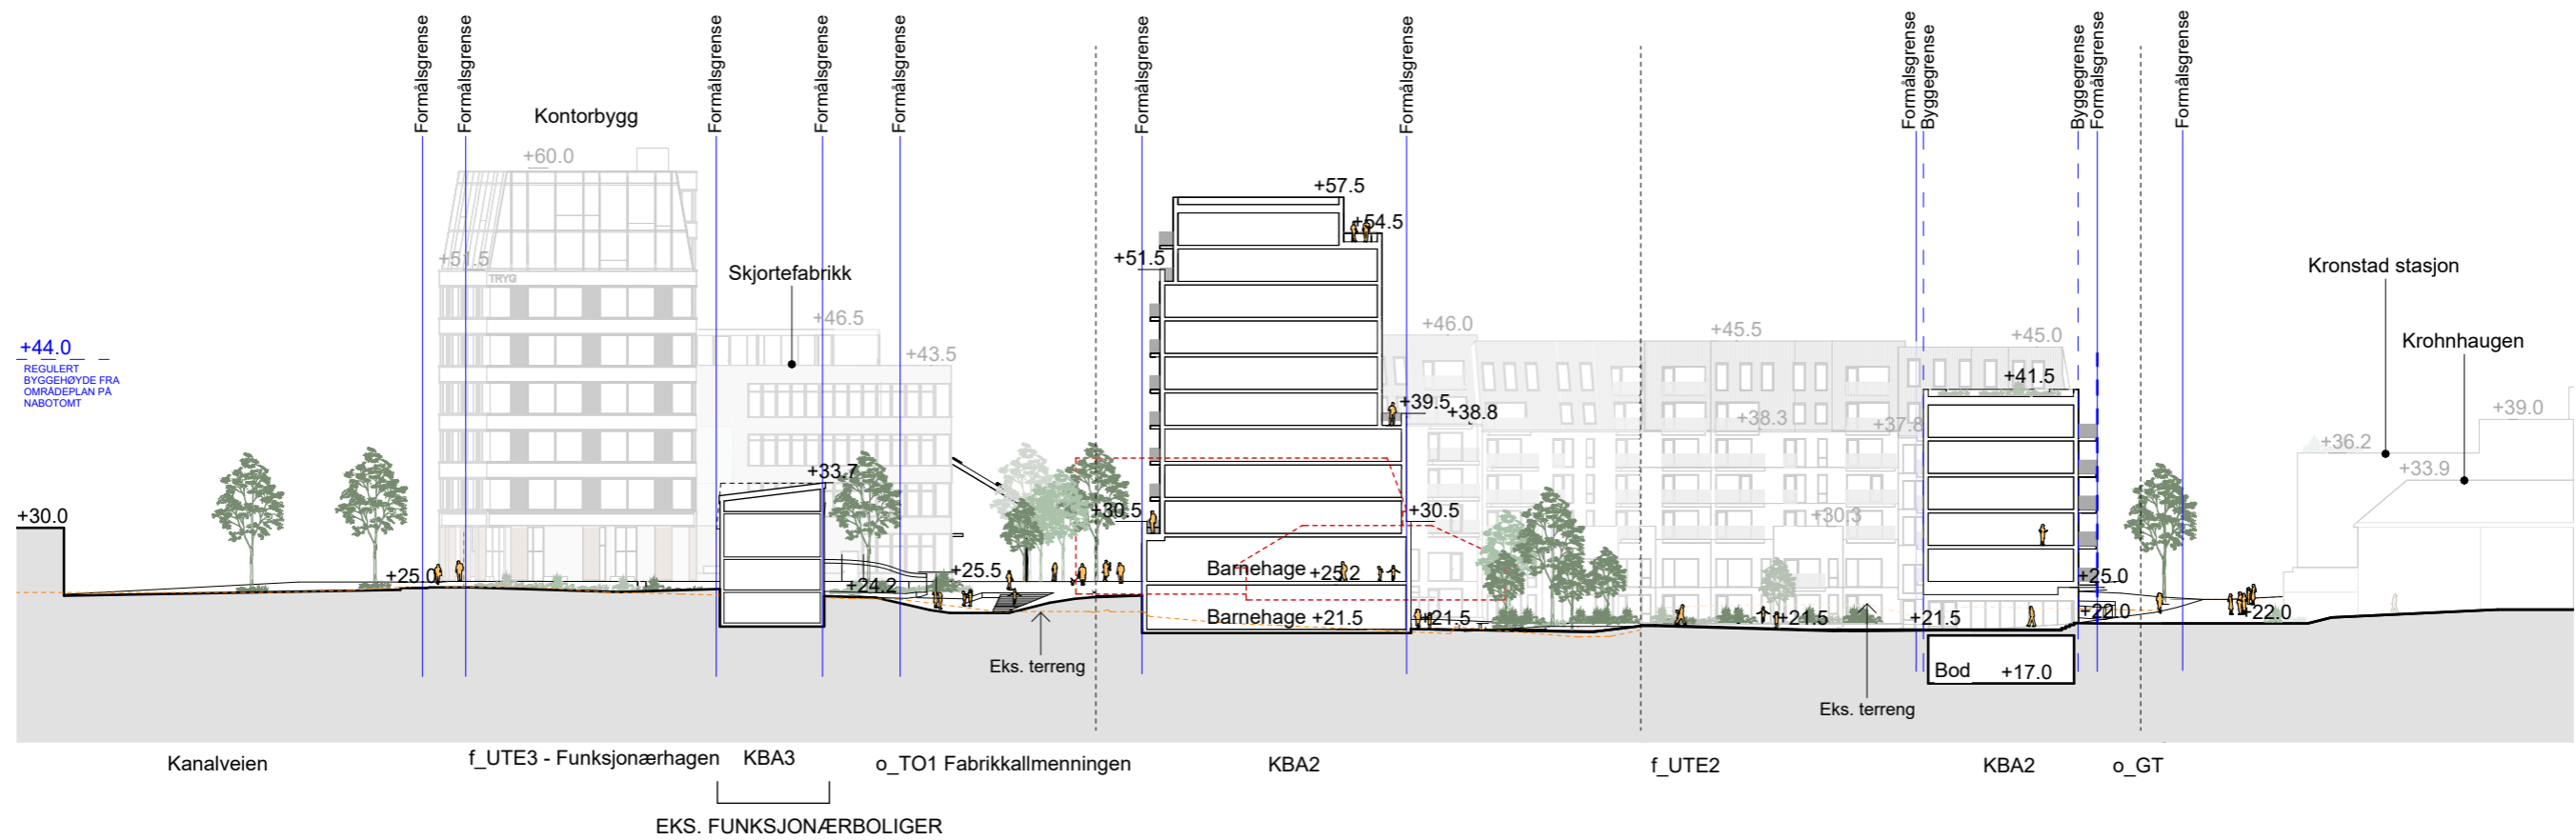 Formålsgrense
Formålsgrense
Formålsgrense
Formålsgrense
Formålsgrense
Formålsgrense
Formålsgrense
Formålsgrense
Byggegrense
Byggegrense
Formålsgrense
Formålsgrense
Kontorbygg
+60.0
+57.5
+54.5
+51.5
TRYG
+51.5
Skjortefabrikk
Kronstad stasjon
+46.5
+46.0
+45.5
+45.0
Krohnhaugen
+44.0
REGULERT
BYGGEHØYDE FRA
OMRÅDEPLAN PÅ
NABOTOMT
+43.5
+41.5
+39.5
+38.8
+38.3
+37.8
+39.0
+36.2
+33.9
+33.7
+30.0
+30.5
+30.5
+30.3
+25.0
+24.2
+25.5
Barnehage +25.2
+25.0
Barnehage +21.5
+21.5
+21.5
+21.5
+22.0
+22.0
Eks. terreng
Bod +17.0
Eks. terreng
Kanalveien
f_UTE3 - Funksjonærhagen
KBA3
o_TO1 Fabrikkallmenningen
KBA2
f_UTE2
KBA2
o_GT
EKS. FUNKSJONÆRBOLIGER